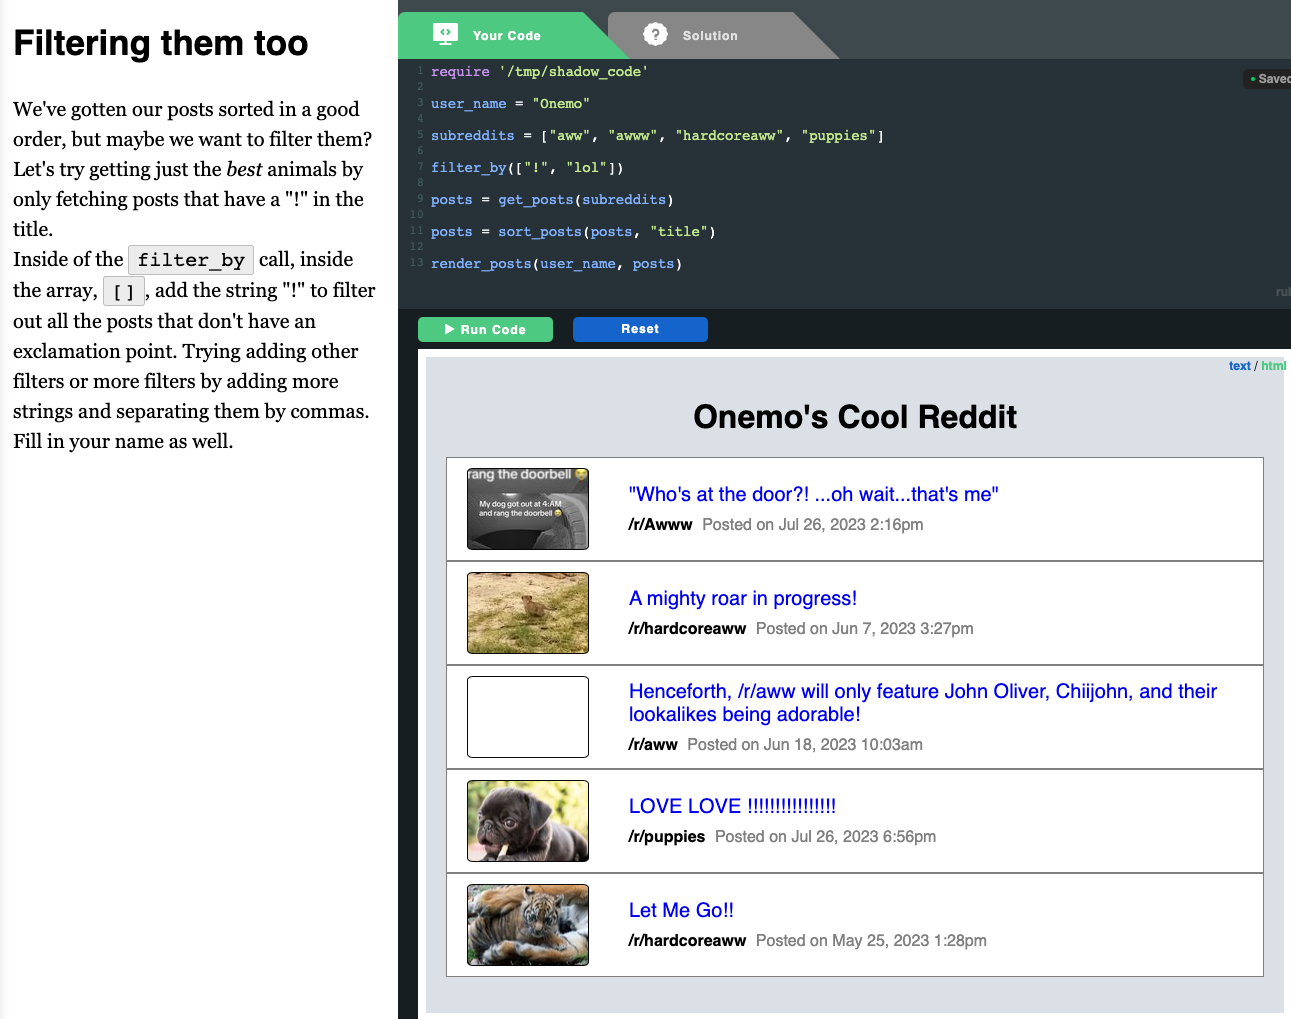 Filtering them too
We've gotten our posts sorted in a good
order, but maybe we want to filter them?
Let's try getting just the best animals by
only fetching posts that have a "!" in the
title.
Inside of the filter_by call, inside
the array, [], add the string "!" to filter
out all the posts that don't have an
exclamation point. Trying adding other
filters or more filters by adding more
strings and separating them by commas.
Fill in your name as well.
Your Code
? Solution
1 require '/tmp/shadow_code'
2
3 user_name = "Onemo"
4
5 subreddits = ["aww", "awww", "hardcoreaww", "puppies"]
6
7 filter_by(["!", "lol"])
8
9 posts = get_posts(subreddits)
10
11 posts = sort_posts(posts, "title")
12
13 render_posts(user_name, posts)
Run Code
Reset
text / html
Onemo's Cool Reddit
rang the doorbell 😭
My dog got out at 4:AM
and rang the doorbell 😭
"Who's at the door?! ...oh wait...that's me"
/r/Awww Posted on Jul 26, 2023 2:16pm
A mighty roar in progress!
/r/hardcoreaww Posted on Jun 7, 2023 3:27pm
Henceforth, /r/aww will only feature John Oliver, Chiijohn, and their
lookalikes being adorable!
/r/aww Posted on Jun 18, 2023 10:03am
LOVE LOVE !!!!!!!!!!!!!!!!
/r/puppies Posted on Jul 26, 2023 6:56pm
Let Me Go!!
/r/hardcoreaww Posted on May 25, 2023 1:28pm